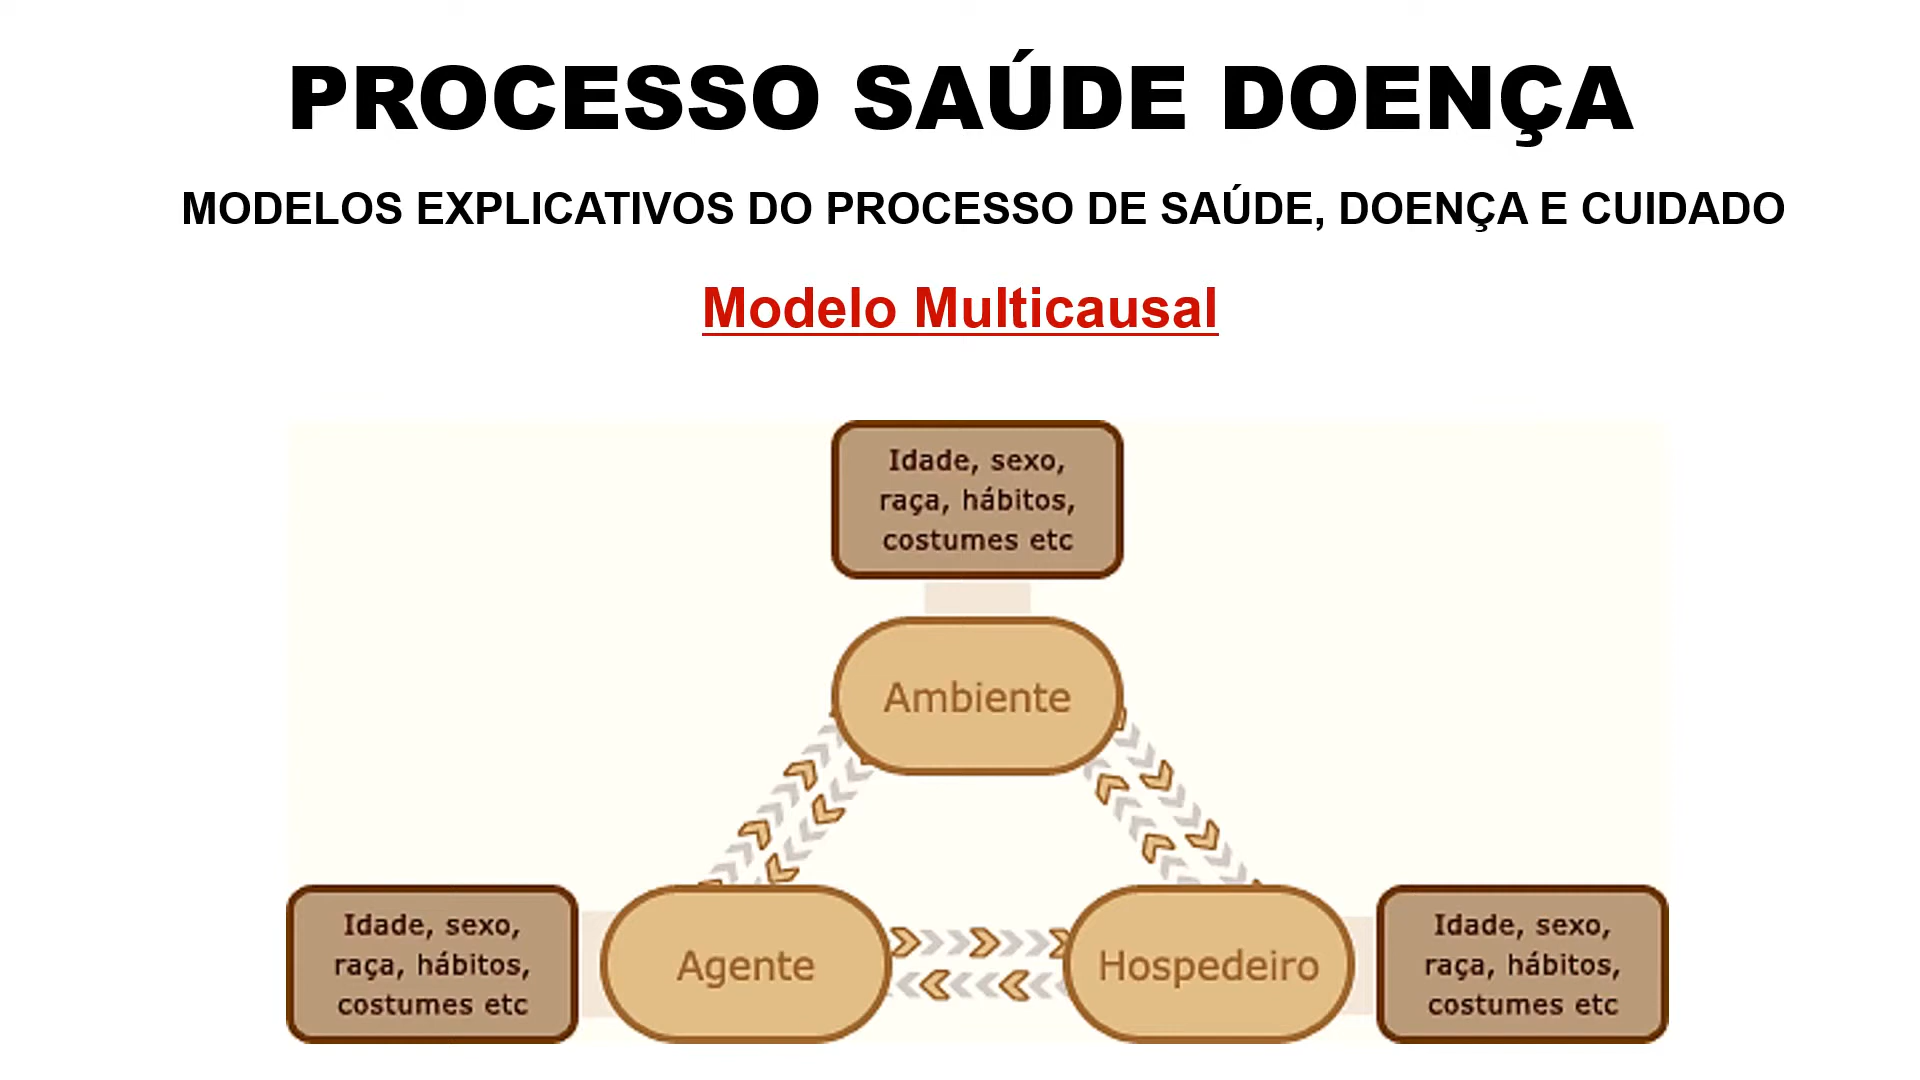 PROCESSO SAÚDE DOENÇA
MODELOS EXPLICATIVOS DO PROCESSO DE SAÚDE, DOENÇA E CUIDADO
Modelo Multicausal
Idade, sexo,
raça, hábitos,
costumes etc
Ambiente
Idade, sexo,
raça, hábitos,
costumes etc
Agente
Hospedeiro
Idade, sexo,
raça, hábitos,
costumes etc